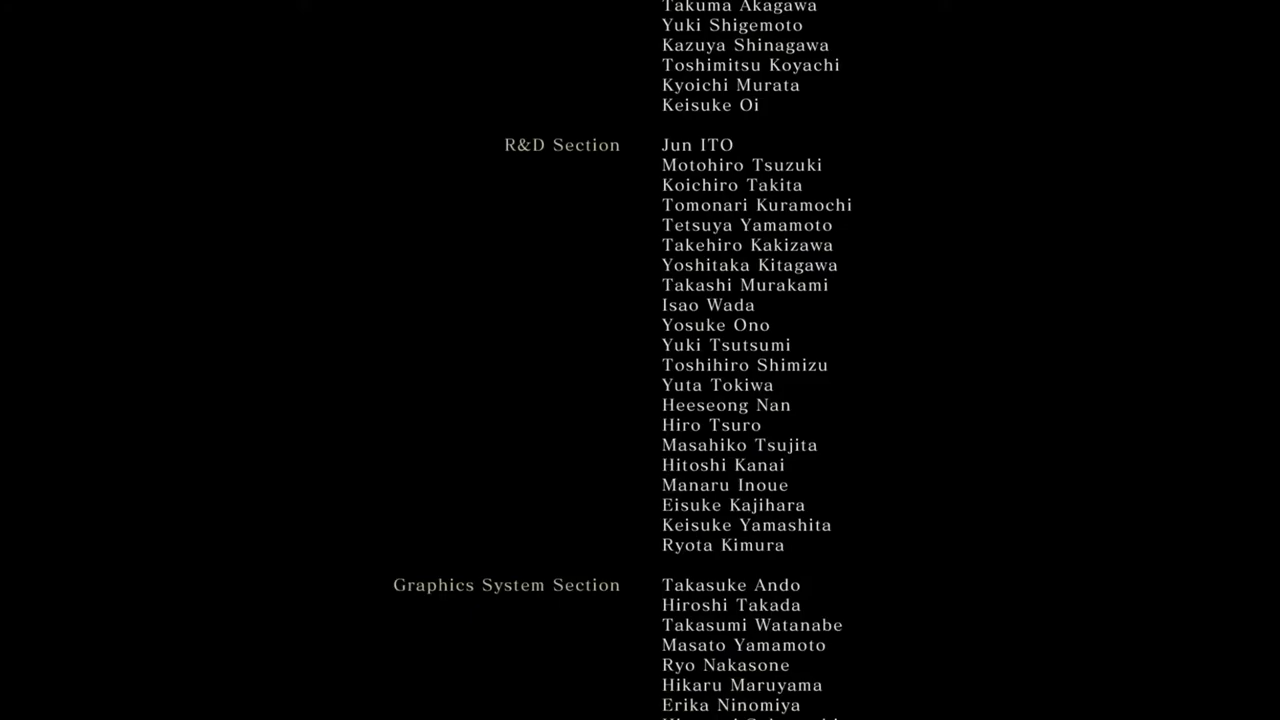 Takuma Akagawa
Yuki Shigemoto
Kazuya Shinagawa
Toshimitsu Koyachi
Kyoichi Murata
Keisuke Oi
R&D Section Jun ITO
Motohiro Tsuzuki
Koichiro Takita
Tomonari Kuramochi
Tetsuya Yamamoto
Takehiro Kakizawa
Yoshitaka Kitagawa
Takashi Murakami
Isao Wada
Yosuke Ono
Yuki Tsutsumi
Toshihiro Shimizu
Yuta Tokiwa
Heeseong Nan
Hiro Tsuro
Masahiko Tsujita
Hitoshi Kanai
Manaru Inoue
Eisuke Kajihara
Keisuke Yamashita
Ryota Kimura
Graphics System Section Takasuke Ando
Hiroshi Takada
Takasumi Watanabe
Masato Yamamoto
Ryo Nakasone
Hikaru Maruyama
Erika Ninomiya